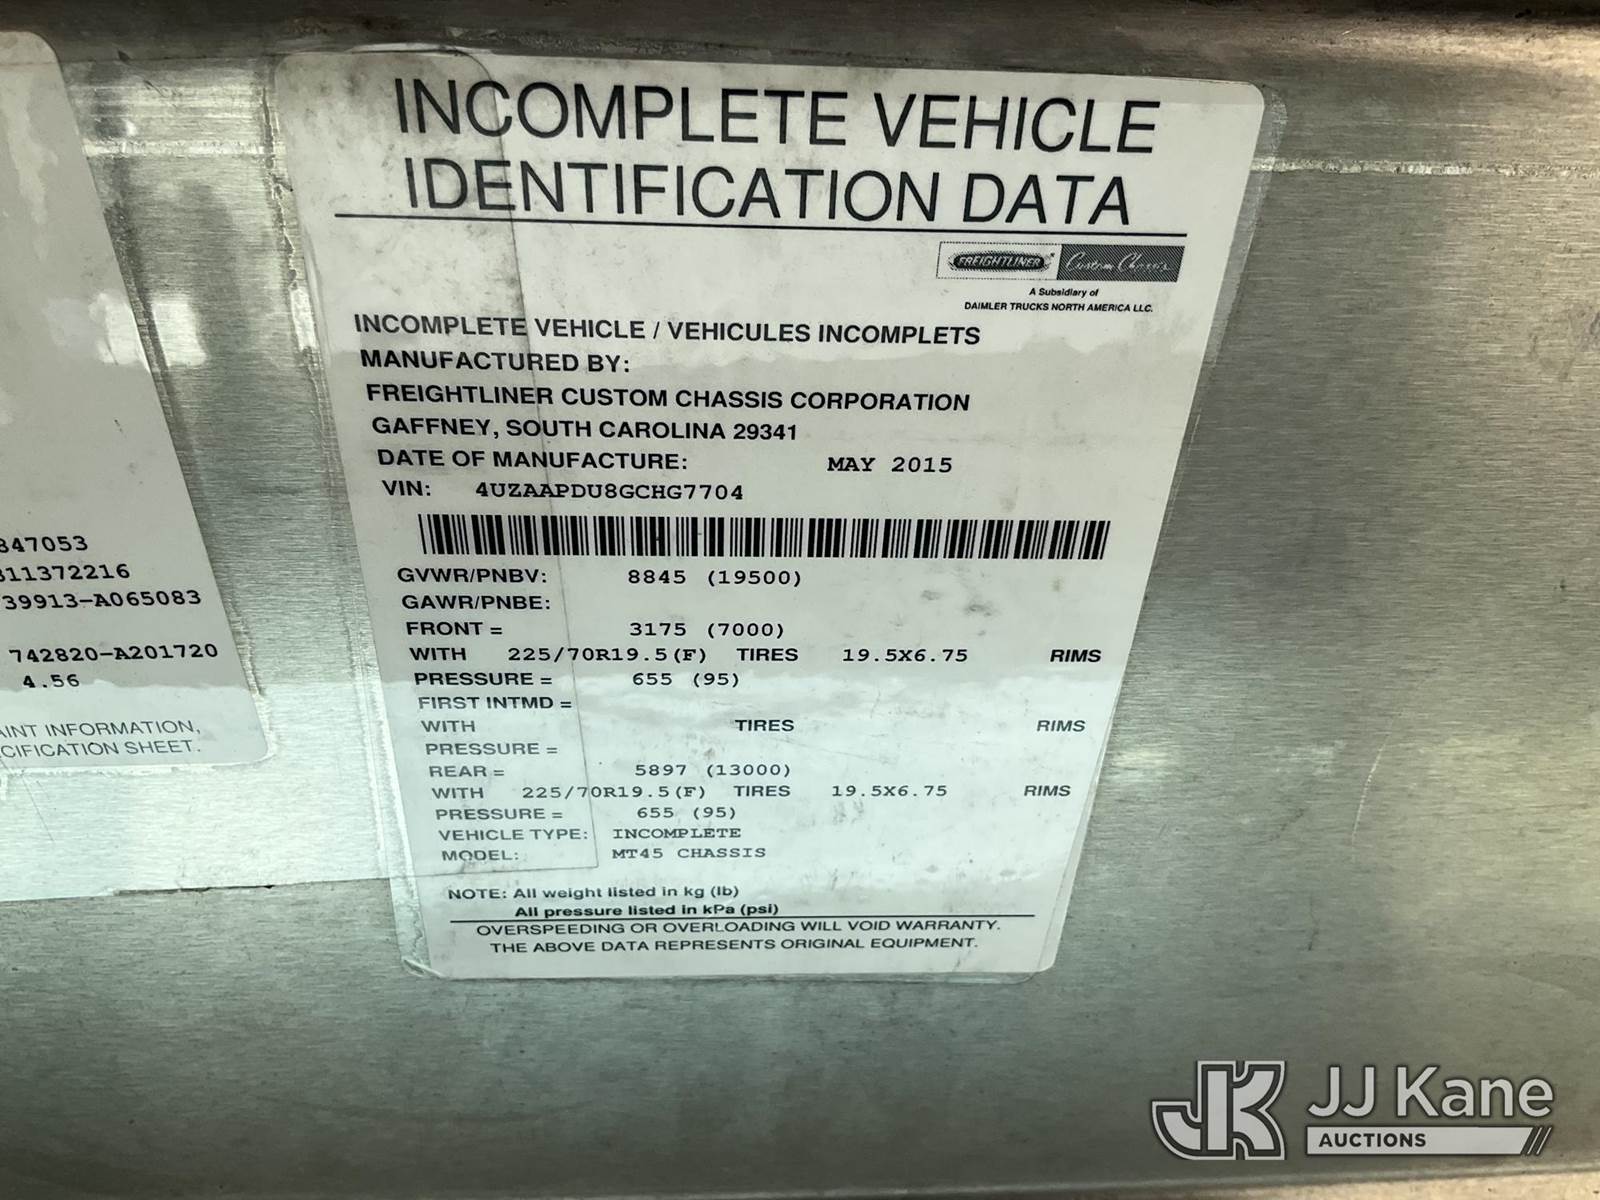 INCOMPLETE VEHICLE
IDENTIFICATION DATA
FREIGHTLINER Custom Chassis
A Subsidiary of
DAIMLER TRUCKS NORTH AMERICA LLC.
INCOMPLETE VEHICLE / VEHICULES INCOMPLETS
MANUFACTURED BY:
FREIGHTLINER CUSTOM CHASSIS CORPORATION
GAFFNEY, SOUTH CAROLINA 29341
DATE OF MANUFACTURE: MAY 2015
VIN: 4UZAAPDU8GCHG7704
GVWR/PNBV: 8845 (19500)
GAWR/PNBE:
FRONT = 3175 (7000)
WITH 225/70R19.5(F) TIRES 19.5X6.75 RIMS
PRESSURE = 655 (95)
FIRST INTMD =
WITH TIRES RIMS
PRESSURE =
REAR = 5897 (13000)
WITH 225/70R19.5(F) TIRES 19.5X6.75 RIMS
PRESSURE = 655 (95)
VEHICLE TYPE: INCOMPLETE
MODEL: MT45 CHASSIS
NOTE: All weight listed in kg (lb)
All pressure listed in kPa (psi)
OVERSPEEDING OR OVERLOADING WILL VOID WARRANTY.
THE ABOVE DATA REPRESENTS ORIGINAL EQUIPMENT.
847053
311372216
39913-A065083
742820-A201720
4.56
INFORMATION,
SHEET.
JK JJ Kane
AUCTIONS